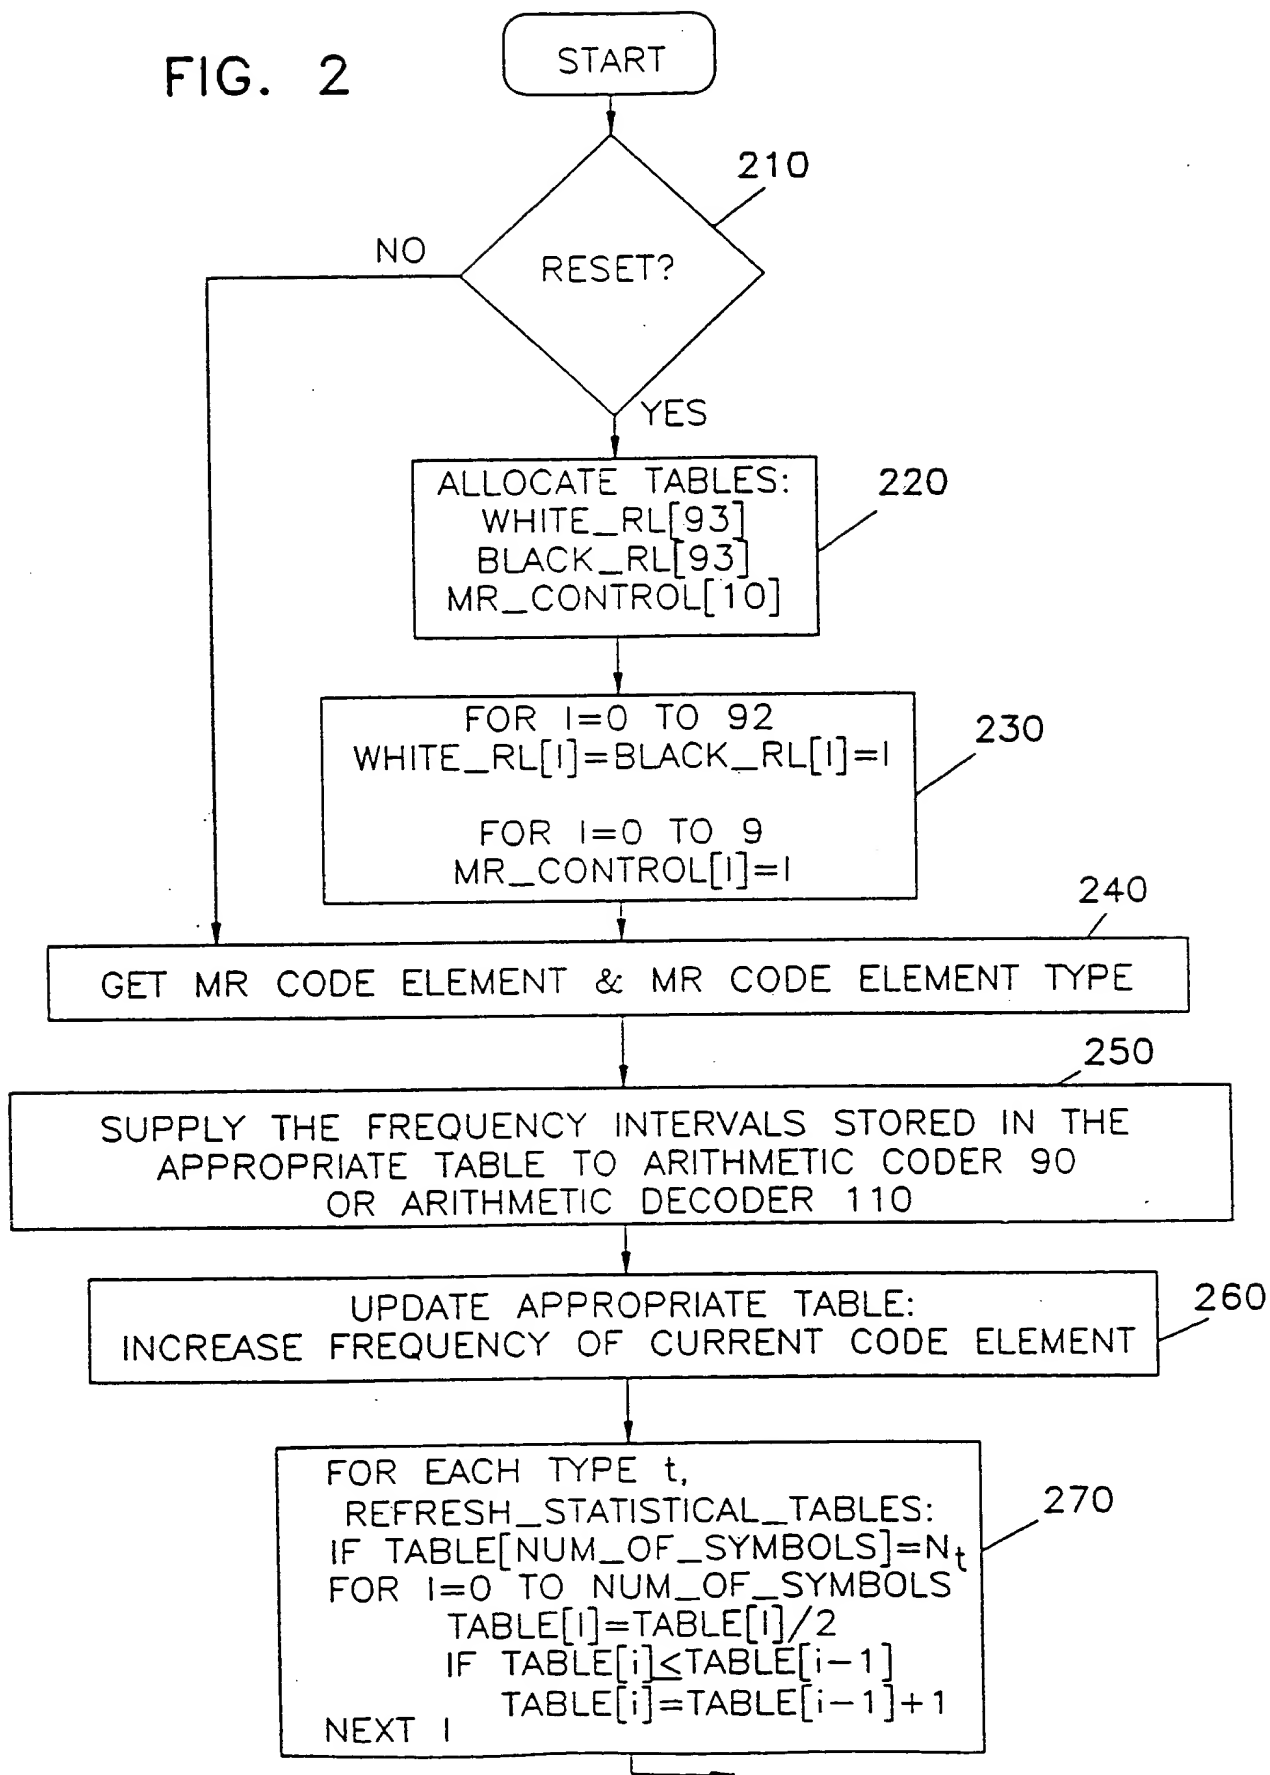 FIG. 2
START
210
NO
RESET?
YES
ALLOCATE TABLES:
WHITE_RL[93]
BLACK_RL[93]
MR_CONTROL[10]
220
FOR I=0 TO 92
WHITE_RL[I]=BLACK_RL[I]=I
FOR I=0 TO 9
MR_CONTROL[I]=I
230
240
GET MR CODE ELEMENT & MR CODE ELEMENT TYPE
250
SUPPLY THE FREQUENCY INTERVALS STORED IN THE
APPROPRIATE TABLE TO ARITHMETIC CODER 90
OR ARITHMETIC DECODER 110
UPDATE APPROPRIATE TABLE:
INCREASE FREQUENCY OF CURRENT CODE ELEMENT
260
FOR EACH TYPE t,
REFRESH_STATISTICAL_TABLES:
IF TABLE[NUM_OF_SYMBOLS]=Nt
FOR I=0 TO NUM_OF_SYMBOLS
TABLE[I]=TABLE[I]/2
IF TABLE[i]≤TABLE[i-1]
TABLE[i]=TABLE[i-1]+1
NEXT I
270